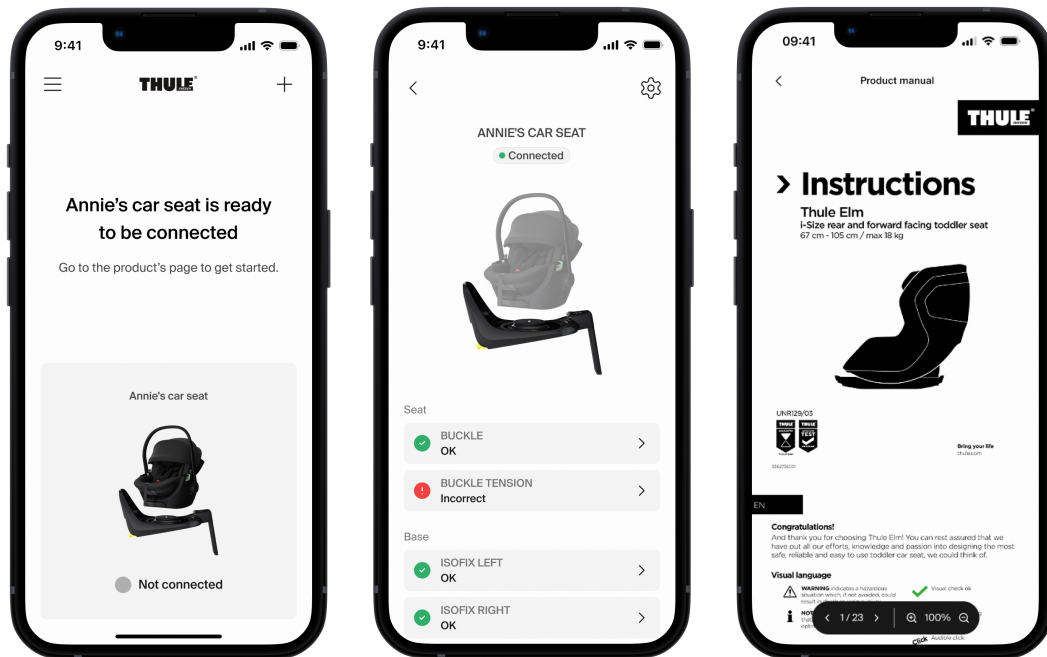 9:41
THULE
Annie's car seat is ready
to be connected
Go to the product's page to get started.
Annie's car seat
Not connected
9:41
ANNIE'S CAR SEAT
Connected
Seat
BUCKLE
OK
BUCKLE TENSION
Incorrect
Base
ISOFIX LEFT
OK
ISOFIX RIGHT
OK
09:41
Product manual
THULE
Instructions
Thule Elm
i-Size rear and forward facing toddler seat
67 cm - 105 cm / max 18 kg
UNR129/03
THULE THULE
TEST
Bring your life
thule.com
EN
Congratulations!
And thank you for choosing Thule Elm! You can rest assured that we
have put all our efforts, knowledge and passion into designing the most
safe, reliable and easy to use toddler car seat, we could think of.
Visual language
WARNING indicates a hazardous
situation which, if not avoided, could
Visual check ok
1/23 100%
Click Audible click